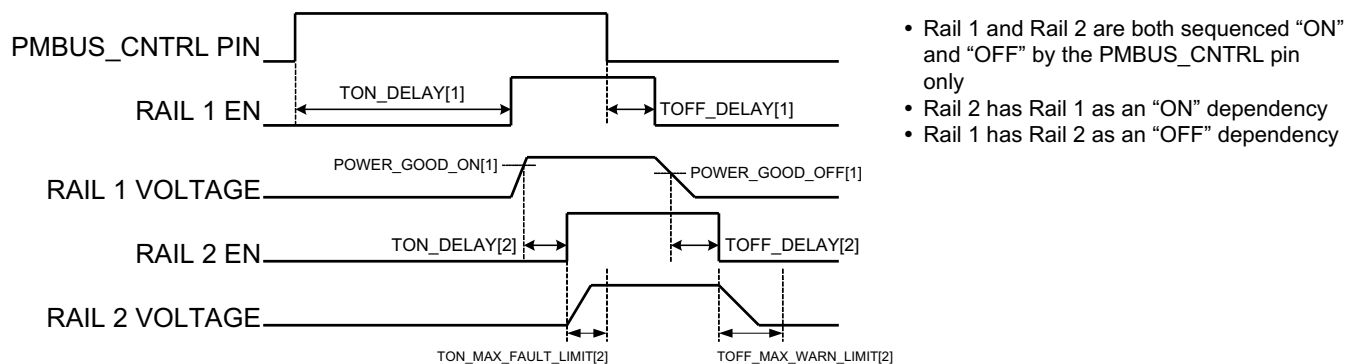 PMBUS_CNTRL PIN
RAIL 1 EN
TON_DELAY[1]
TOFF_DELAY[1]
RAIL 1 VOLTAGE
POWER_GOOD_ON[1]
POWER_GOOD_OFF[1]
RAIL 2 EN
TON_DELAY[2]
TOFF_DELAY[2]
RAIL 2 VOLTAGE
TON_MAX_FAULT_LIMIT[2]
TOFF_MAX_WARN_LIMIT[2]
• Rail 1 and Rail 2 are both sequenced “ON”
and “OFF” by the PMBUS_CNTRL pin
only
• Rail 2 has Rail 1 as an “ON” dependency
• Rail 1 has Rail 2 as an “OFF” dependency